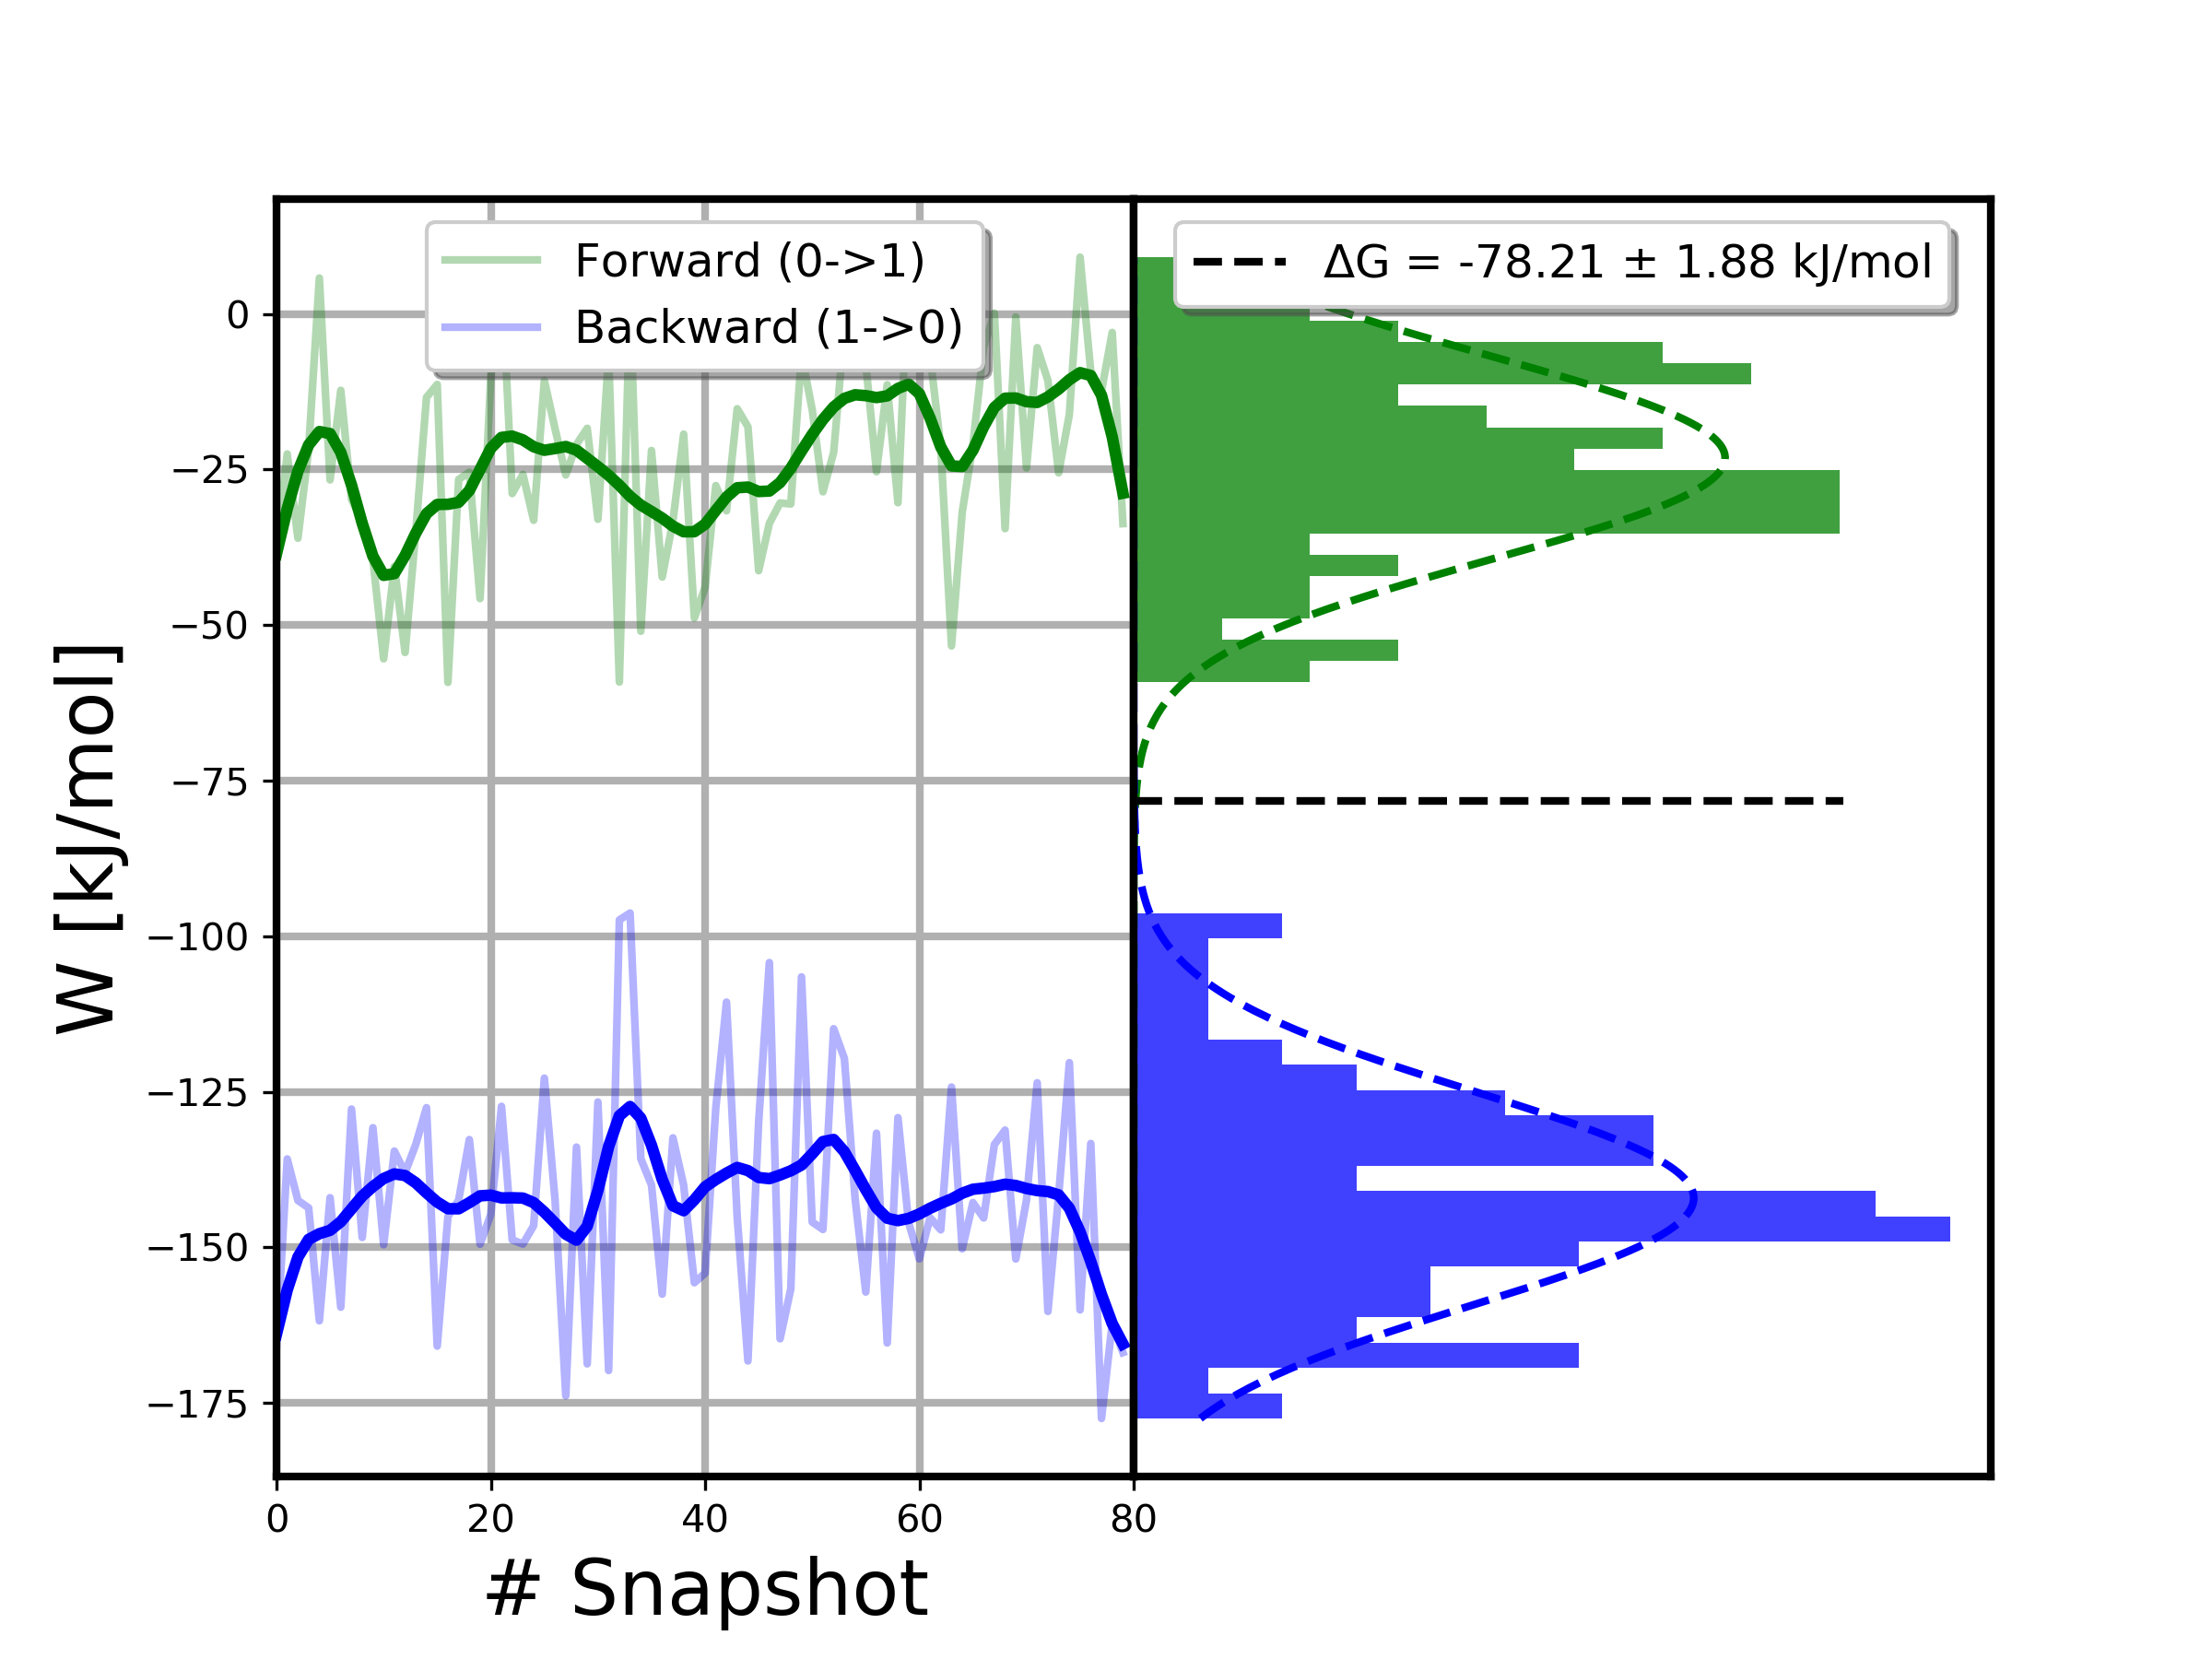 Forward (0->1)
Backward (1->0)
ΔG = -78.21 ± 1.88 kJ/mol
W [kJ/mol]
0
−25
−50
−75
−100
−125
−150
−175
0 20 40 60 80
# Snapshot